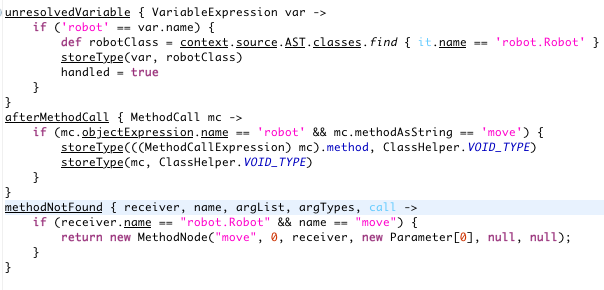 unresolvedVariable { VariableExpression var ->
    if ('robot' == var.name) {
        def robotClass = context.source.AST.classes.find { it.name == 'robot.Robot' }
        storeType(var, robotClass)
        handled = true
    }
}
afterMethodCall { MethodCall mc ->
    if (mc.objectExpression.name == 'robot' && mc.methodAsString == 'move') {
        storeType(((MethodCallExpression) mc).method, ClassHelper.VOID_TYPE)
        storeType(mc, ClassHelper.VOID_TYPE)
    }
}
methodNotFound { receiver, name, argList, argTypes, call ->
    if (receiver.name == "robot.Robot" && name == "move") {
        return new MethodNode("move", 0, receiver, new Parameter[0], null, null);
    }
}